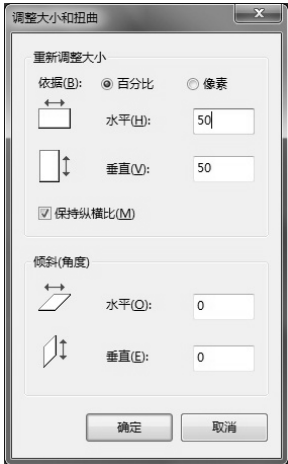 调整大小和扭曲
重新调整大小
依据(B): 百分比 像素
水平(H): 50
垂直(V): 50
保持纵横比(M)
倾斜(角度)
水平(O): 0
垂直(E): 0
确定 取消